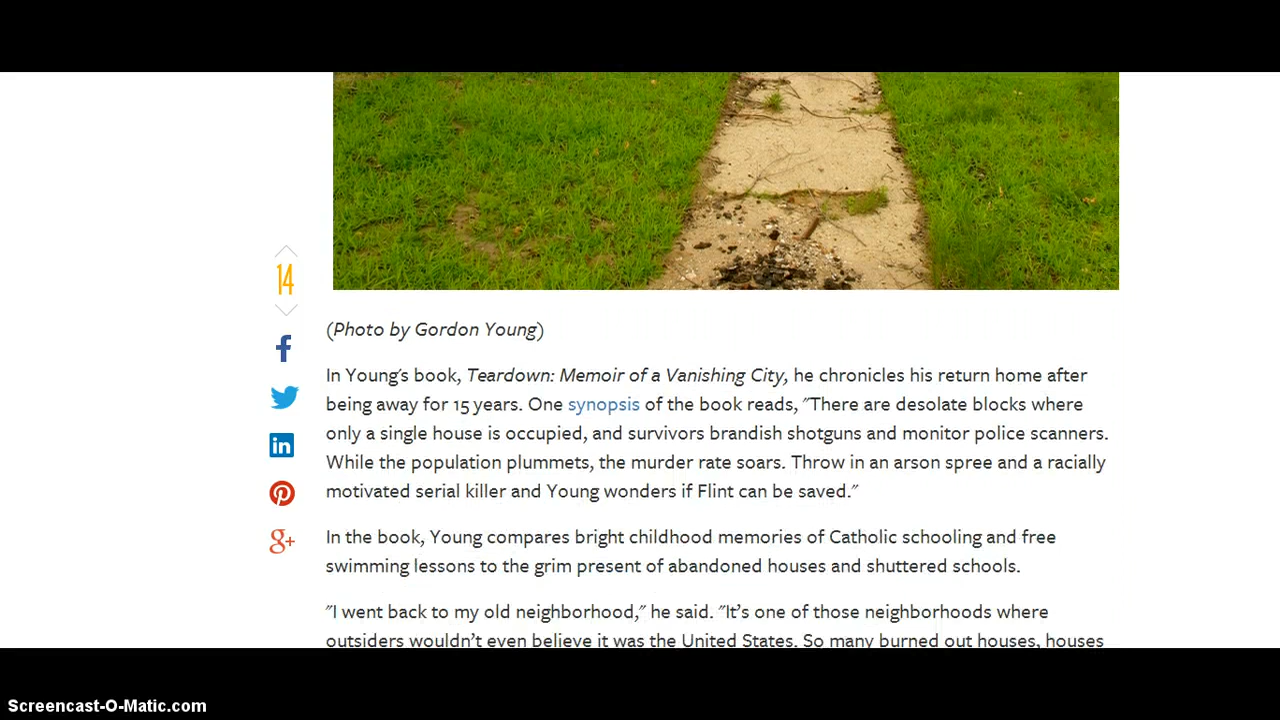 14
(Photo by Gordon Young)
In Young's book, Teardown: Memoir of a Vanishing City, he chronicles his return home after
being away for 15 years. One synopsis of the book reads, "There are desolate blocks where
only a single house is occupied, and survivors brandish shotguns and monitor police scanners.
While the population plummets, the murder rate soars. Throw in an arson spree and a racially
motivated serial killer and Young wonders if Flint can be saved."
In the book, Young compares bright childhood memories of Catholic schooling and free
swimming lessons to the grim present of abandoned houses and shuttered schools.
"I went back to my old neighborhood," he said. "It's one of those neighborhoods where
outsiders wouldn't even believe it was the United States. So many burned out houses, houses
Screencast-O-Matic.com